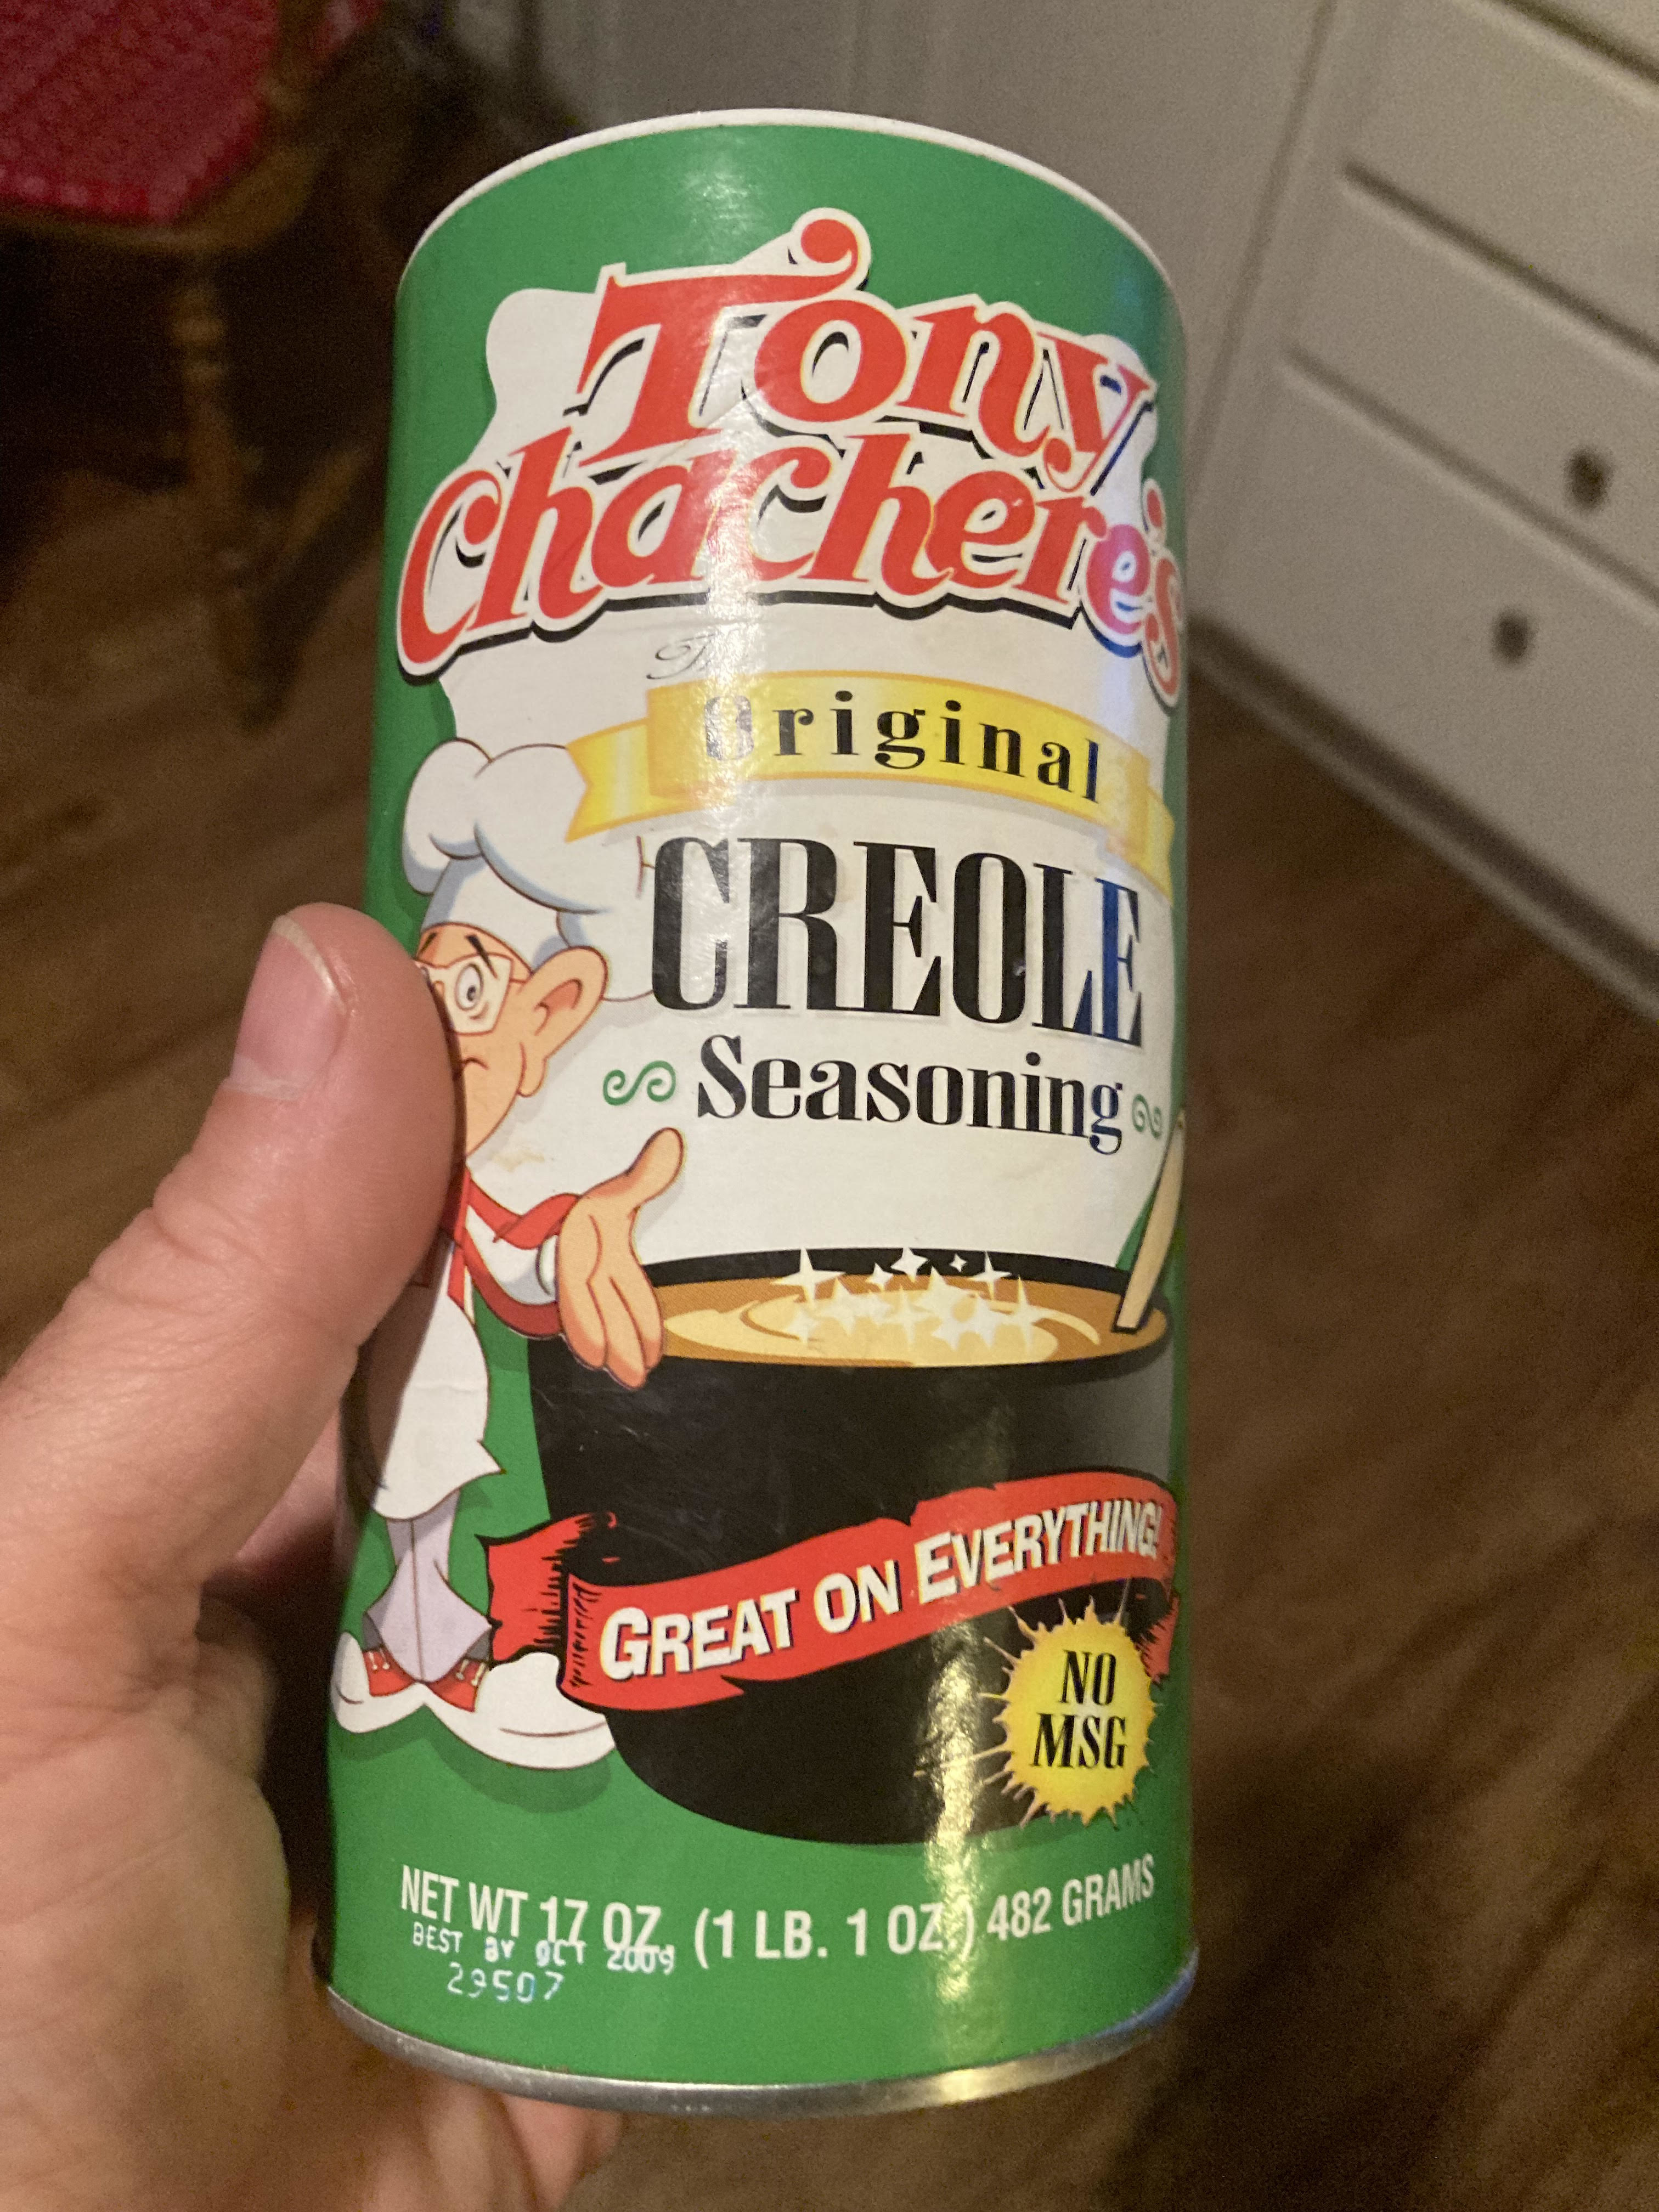 Tony
Chachere's
Original
CREOLE
Seasoning
GREAT ON EVERYTHING!
NO
MSG
NET WT 17 OZ. (1 LB. 1 OZ.) 482 GRAMS
BEST BY OCT 2009
29507